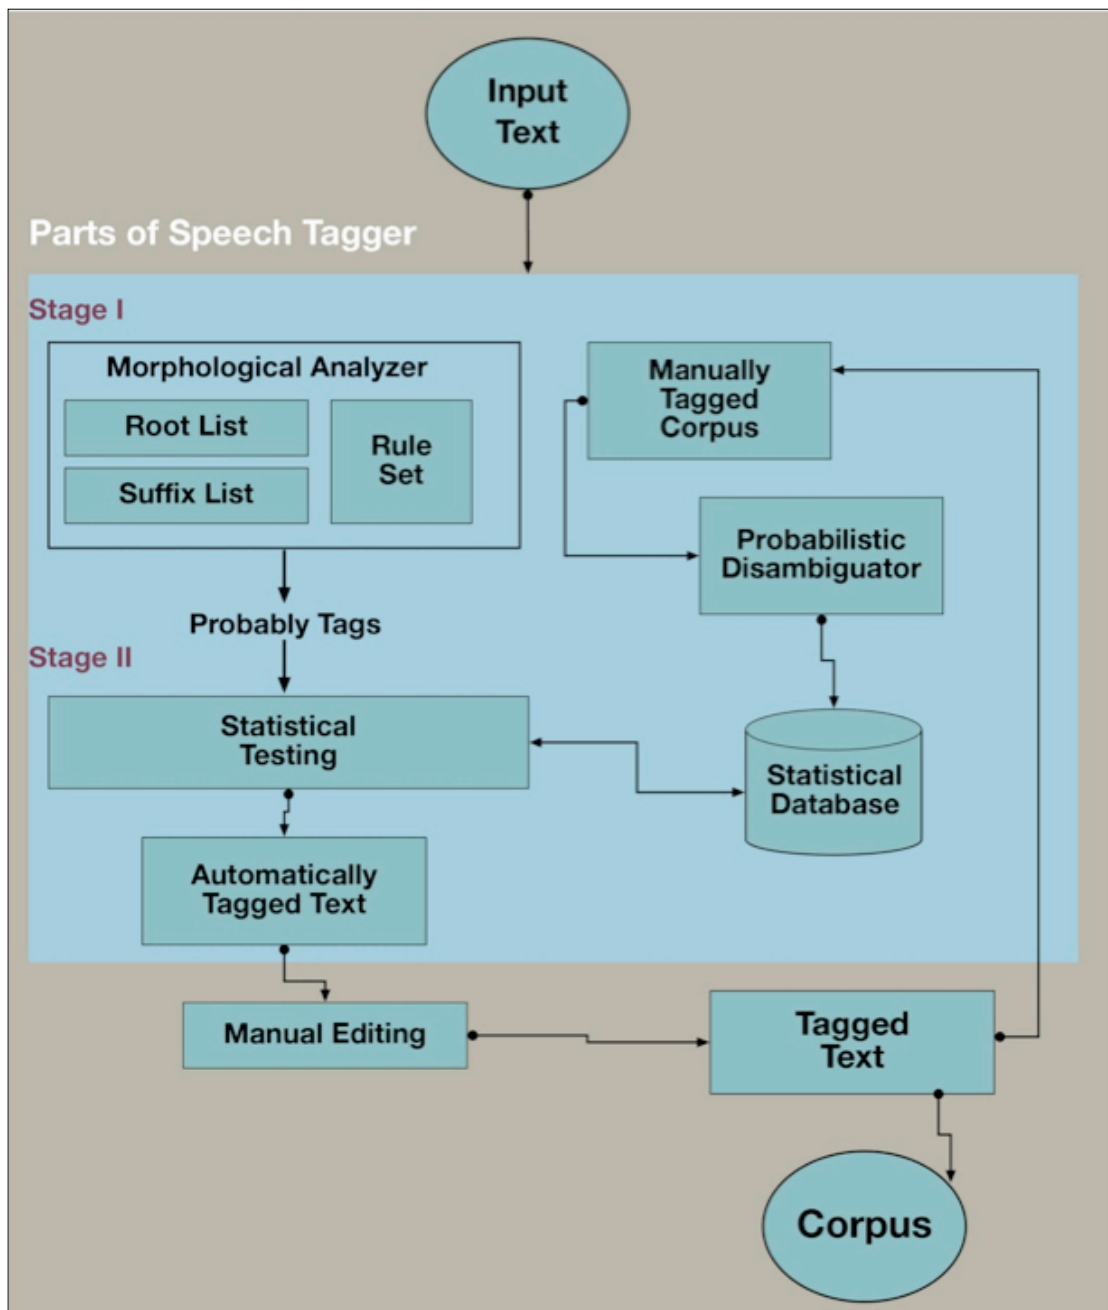 Input
Text
Parts of Speech Tagger
Stage I
Morphological Analyzer
Root List
Suffix List
Rule
Set
Manually
Tagged
Corpus
Probabilistic
Disambiguator
Probably Tags
Stage II
Statistical
Testing
Statistical
Database
Automatically
Tagged Text
Manual Editing
Tagged
Text
Corpus